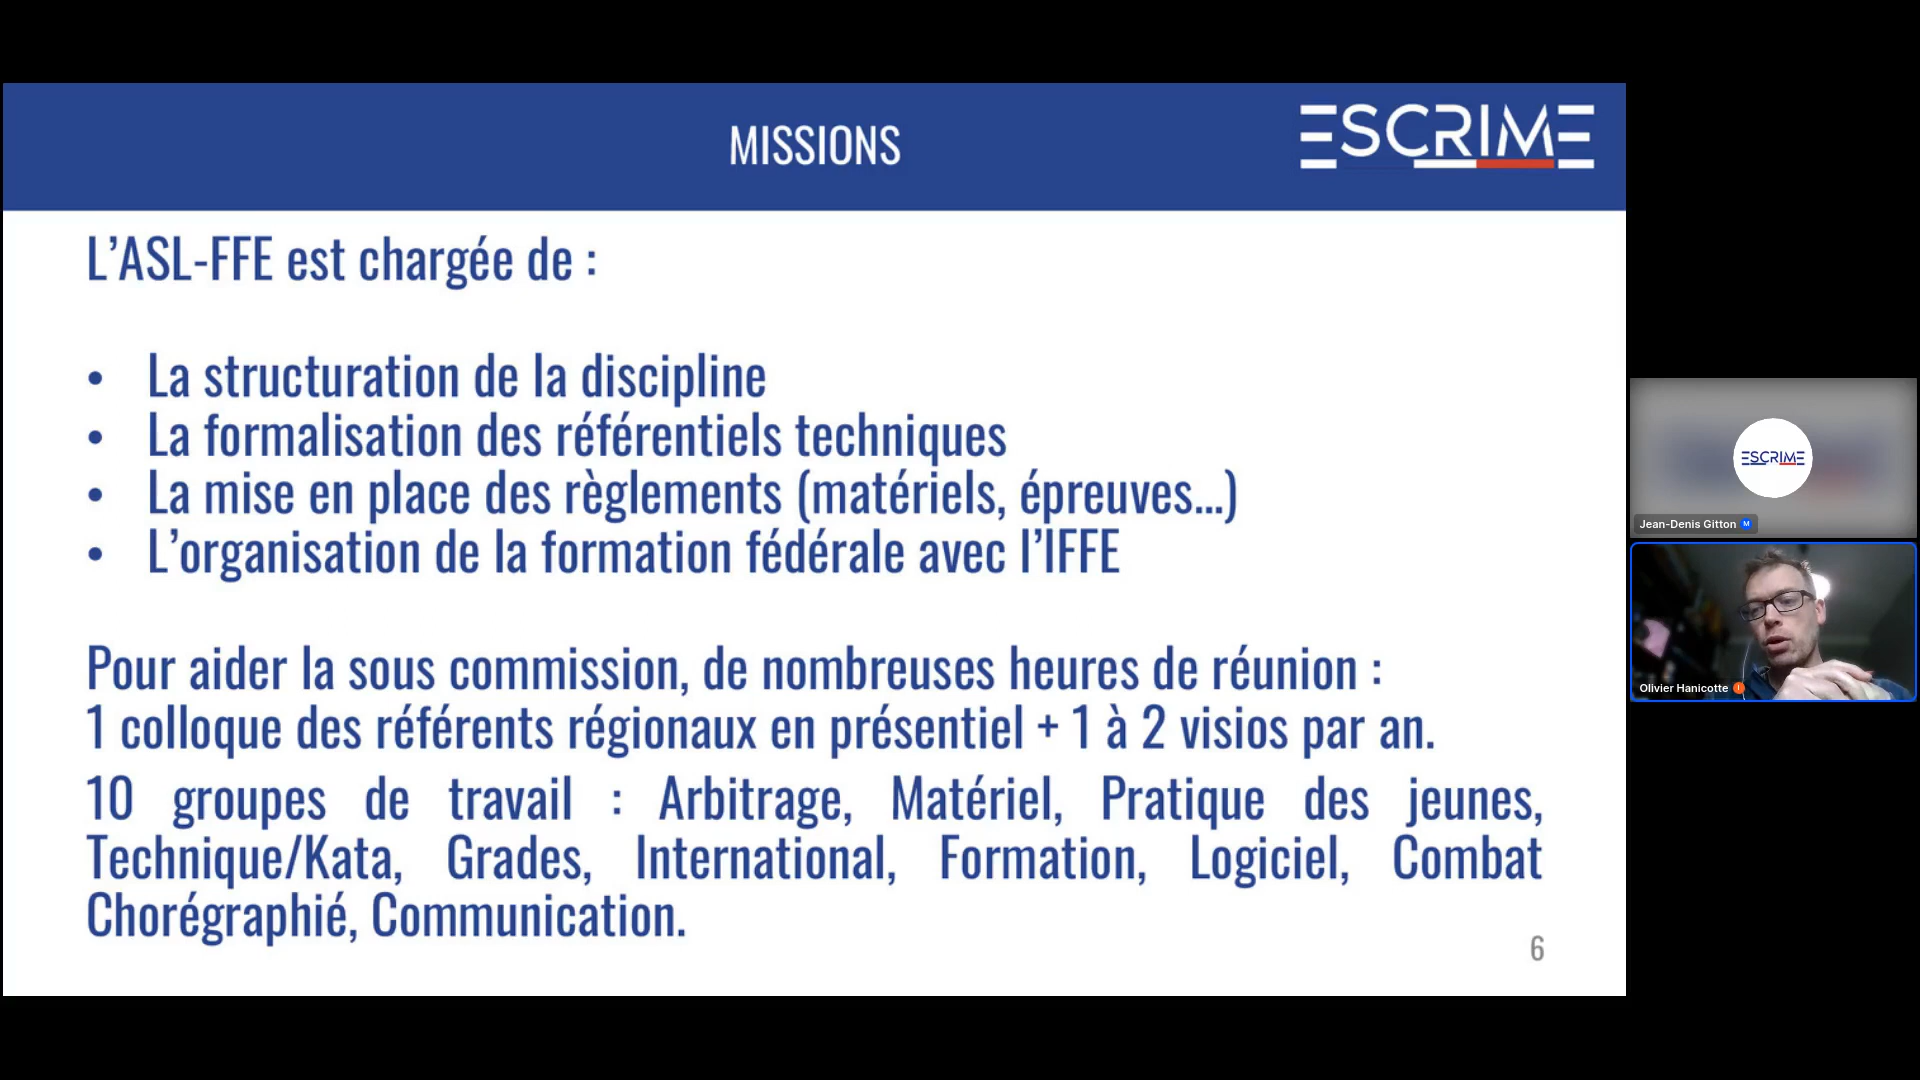 MISSIONS
ESCRIME
L’ASL-FFE est chargée de :
• La structuration de la discipline
• La formalisation des référentiels techniques
• La mise en place des règlements (matériels, épreuves...)
• L’organisation de la formation fédérale avec l’IFFE
Pour aider la sous commission, de nombreuses heures de réunion :
1 colloque des référents régionaux en présentiel + 1 à 2 visios par an.
10 groupes de travail : Arbitrage, Matériel, Pratique des jeunes,
Technique/Kata, Grades, International, Formation, Logiciel, Combat
Chorégraphié, Communication.
6
ESCRIME
Jean-Denis Gitton M
Olivier Hanicotte